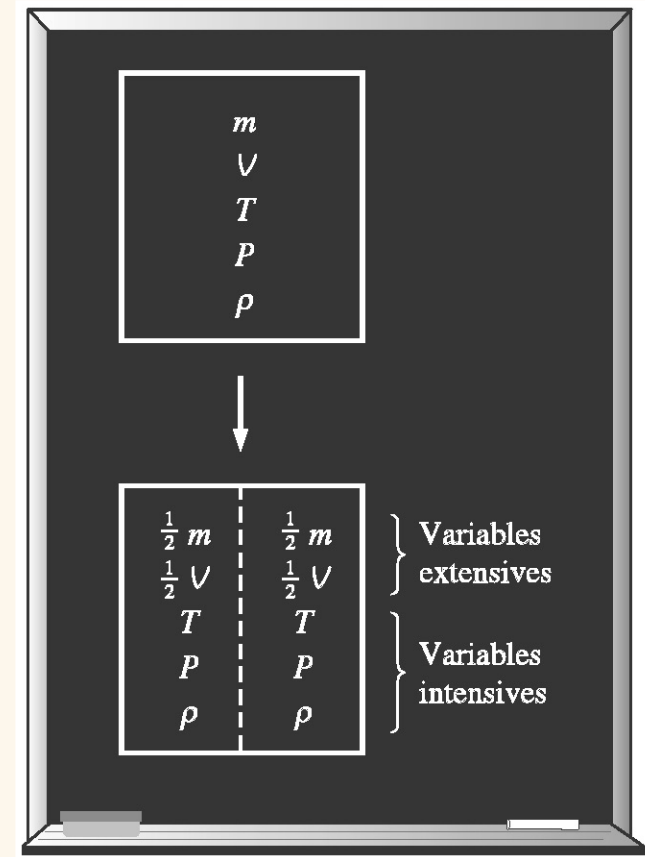 m
V
T
P
ρ
½ m ½ m
½ V ½ V
T T
P P
ρ ρ
Variables
extensives
Variables
intensives